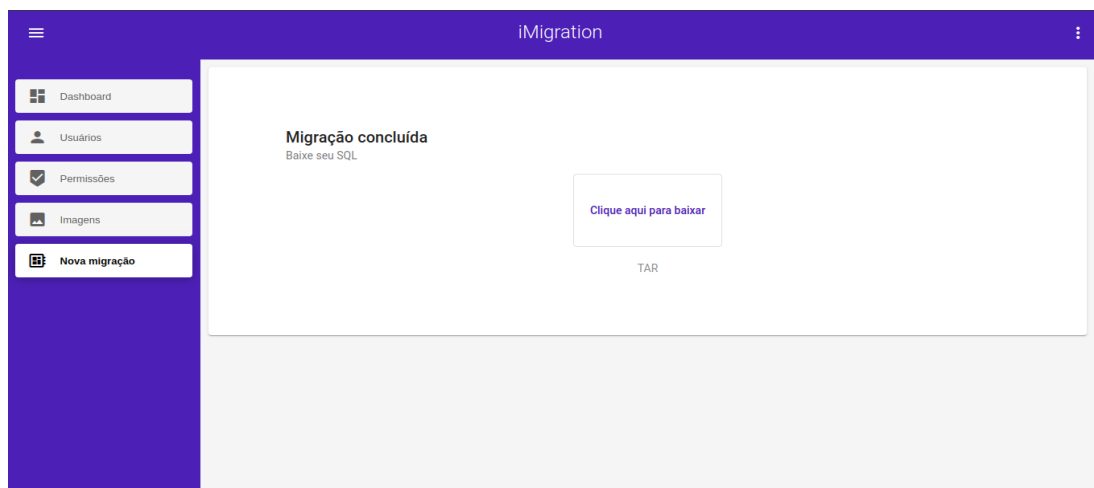 iMigration
Dashboard
Usuários
Permissões
Imagens
Nova migração
Migração concluída
Baixe seu SQL
Clique aqui para baixar
TAR